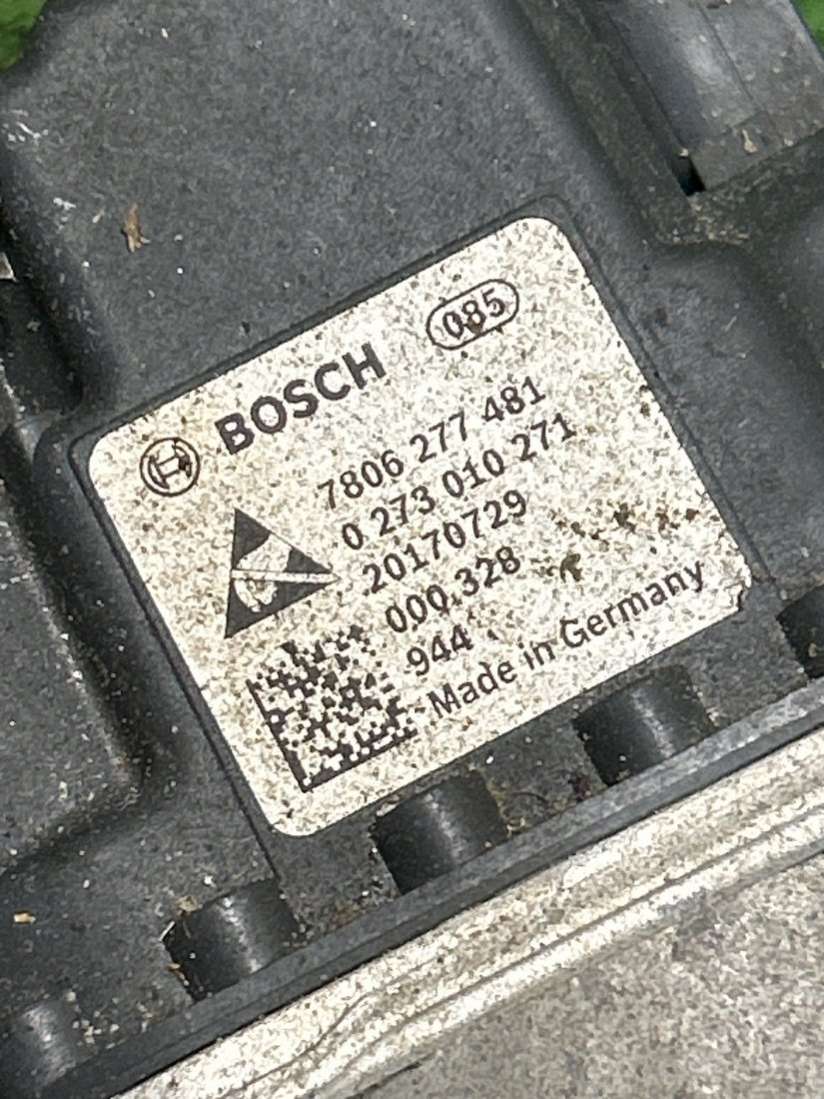 085
BOSCH
7806 277 481
0 273 010 271
20170729
000,328
944
Made in Germany